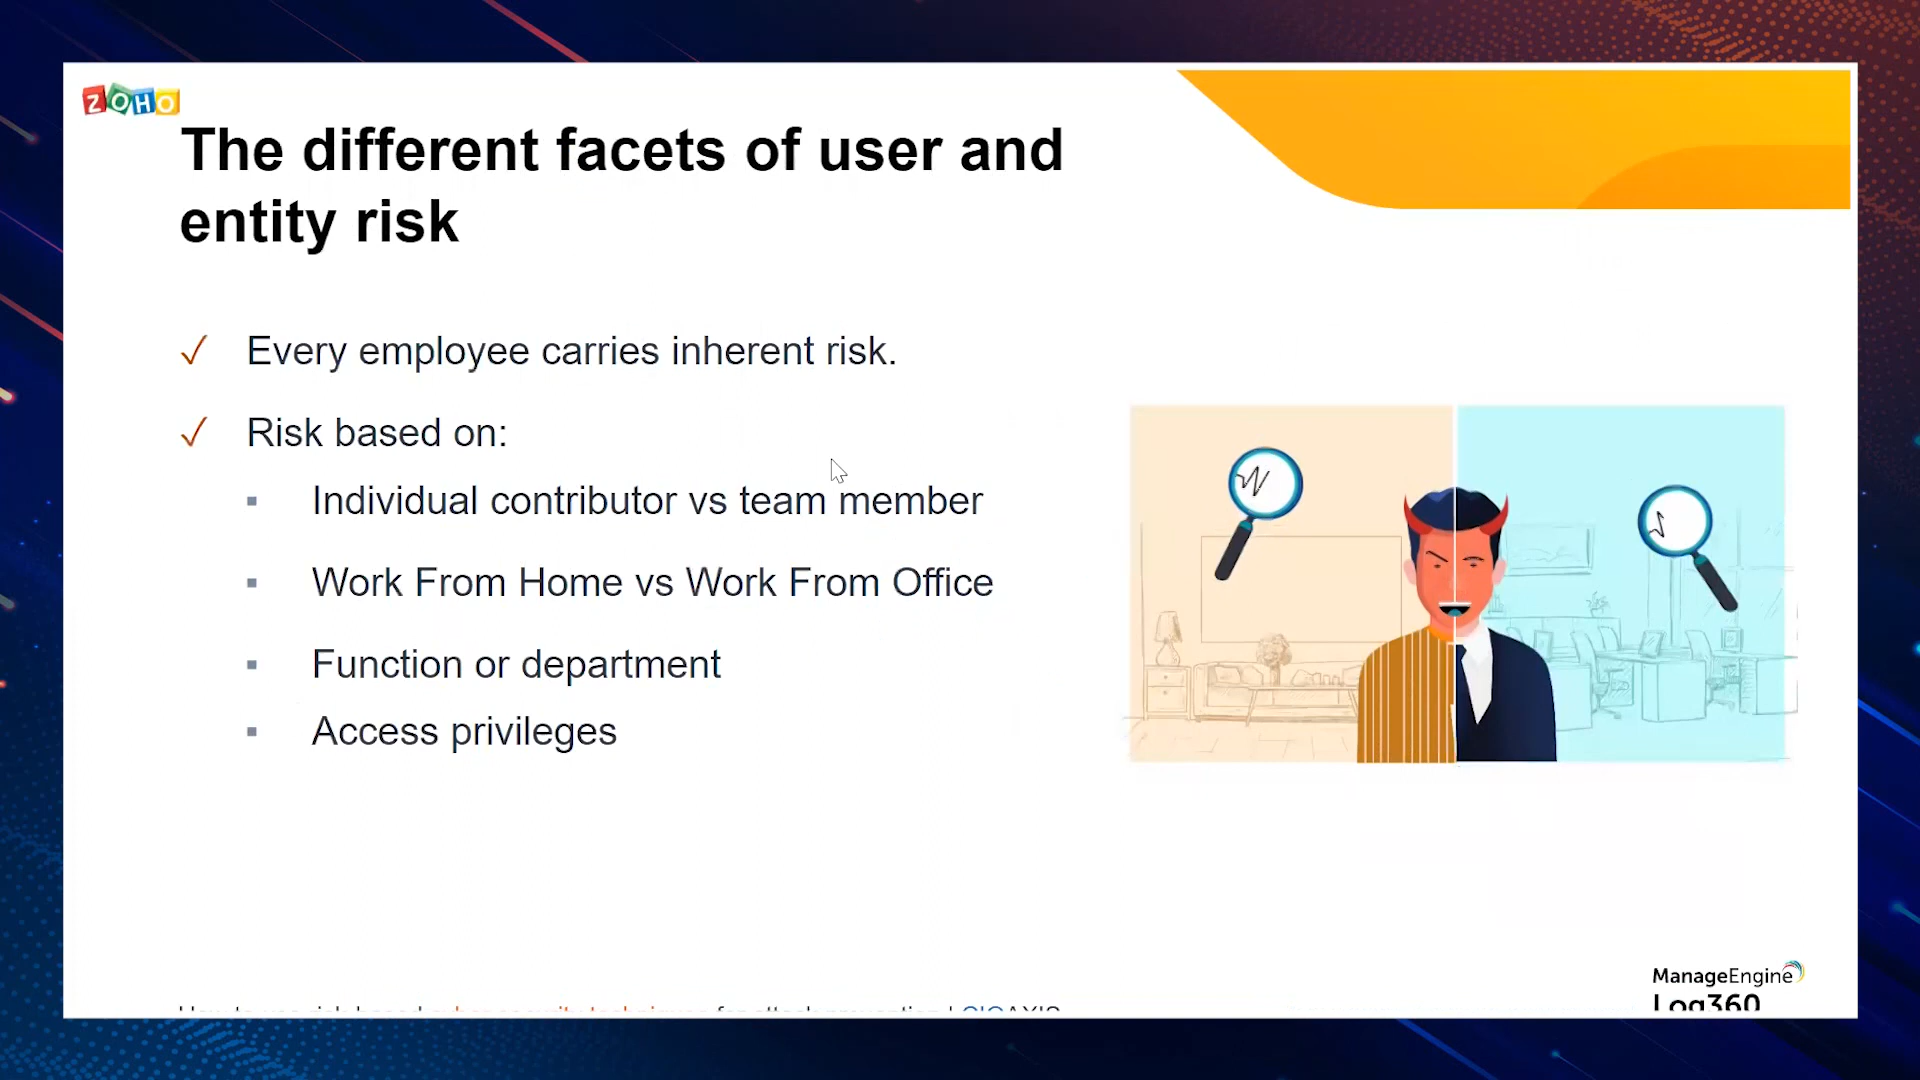 ZOHO
The different facets of user and
entity risk
✓ Every employee carries inherent risk.
✓ Risk based on:
▪ Individual contributor vs team member
▪ Work From Home vs Work From Office
▪ Function or department
▪ Access privileges
ManageEngine
Log360